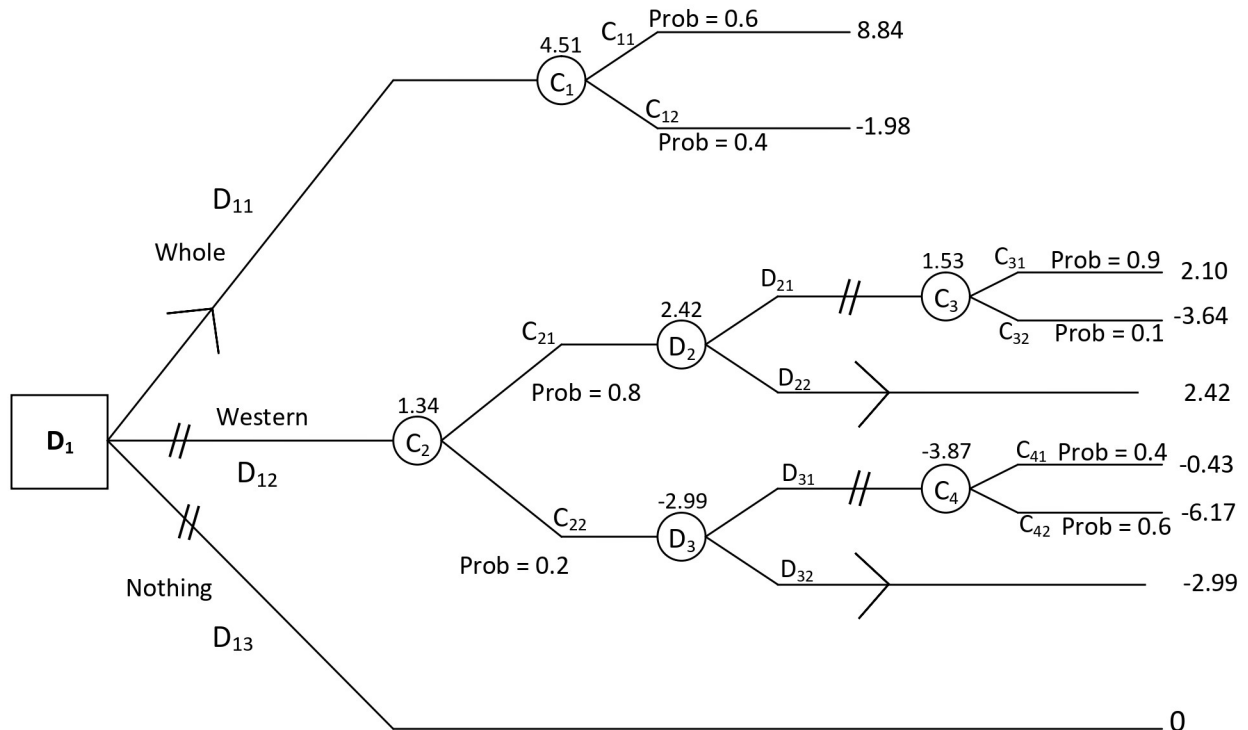 Prob = 0.6
C₁₁
8.84
4.51
C₁
C₁₂
-1.98
Prob = 0.4
D₁₁
Whole
C₃₁ Prob = 0.9
2.10
1.53
D₂₁
C₃
-3.64
C₃₂ Prob = 0.1
2.42
C₂₁
D₂
D₂₂
Prob = 0.8
2.42
1.34
Western
D₁
C₂
D₁₂
C₄₁ Prob = 0.4
-0.43
-3.87
D₃₁
C₄
-6.17
C₄₂ Prob = 0.6
-2.99
C₂₂
D₃
Prob = 0.2
D₃₂
-2.99
Nothing
D₁₃
0